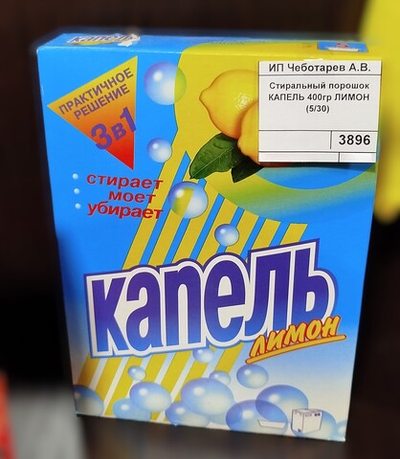 ИП Чеботарев А.В.
Стиральный порошок
КАПЕЛЬ 400гр ЛИМОН
(5/30)
3896
ПРАКТИЧНОЕ
РЕШЕНИЕ
3в1
стирает
моет
убирает
капель
лимон